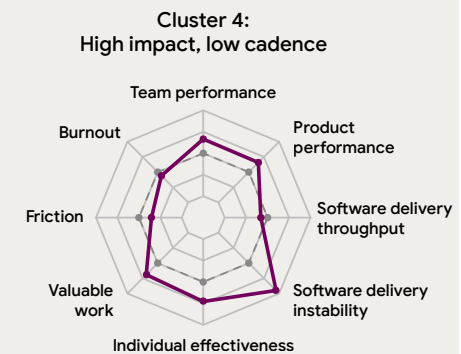 Cluster 4:
High impact, low cadence
Team performance
Product
performance
Software delivery
throughput
Software delivery
instability
Individual effectiveness
Valuable
work
Friction
Burnout